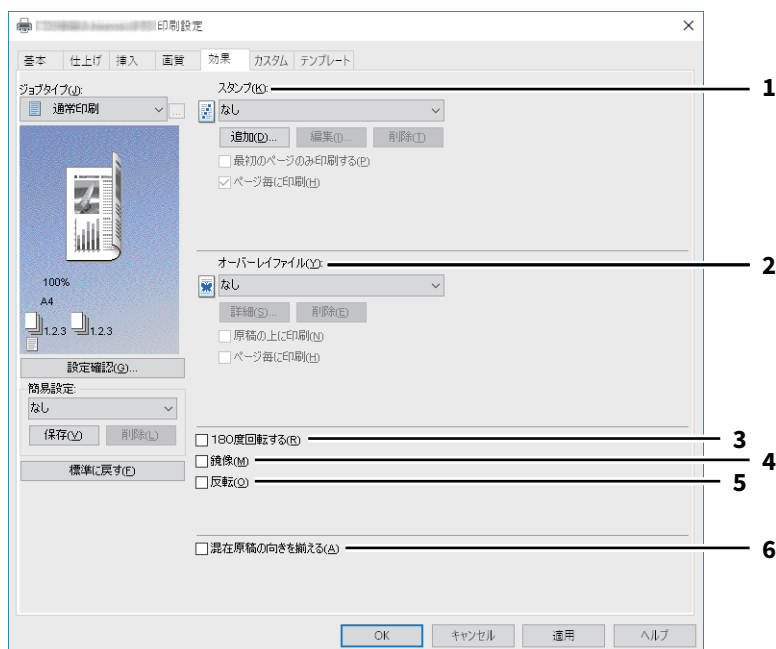 印刷設定
基本 仕上げ 挿入 画質 効果 カスタム テンプレート
ジョブタイプ(J):
通常印刷
100%
A4
1.2.3 1.2.3
設定確認(G)...
簡易設定:
なし
保存(V) 削除(L)
標準に戻す(F)
スタンプ(K):
1
なし
追加(D)... 編集(I)... 削除(T)
最初のページのみ印刷する(P)
ページ毎に印刷(H)
オーバーレイファイル(Y):
2
なし
詳細(S)... 削除(E)
原稿の上に印刷(N)
ページ毎に印刷(H)
180度回転する(R)
3
鏡像(M)
4
反転(O)
5
混在原稿の向きを揃える(A)
6
OK キャンセル 適用 ヘルプ